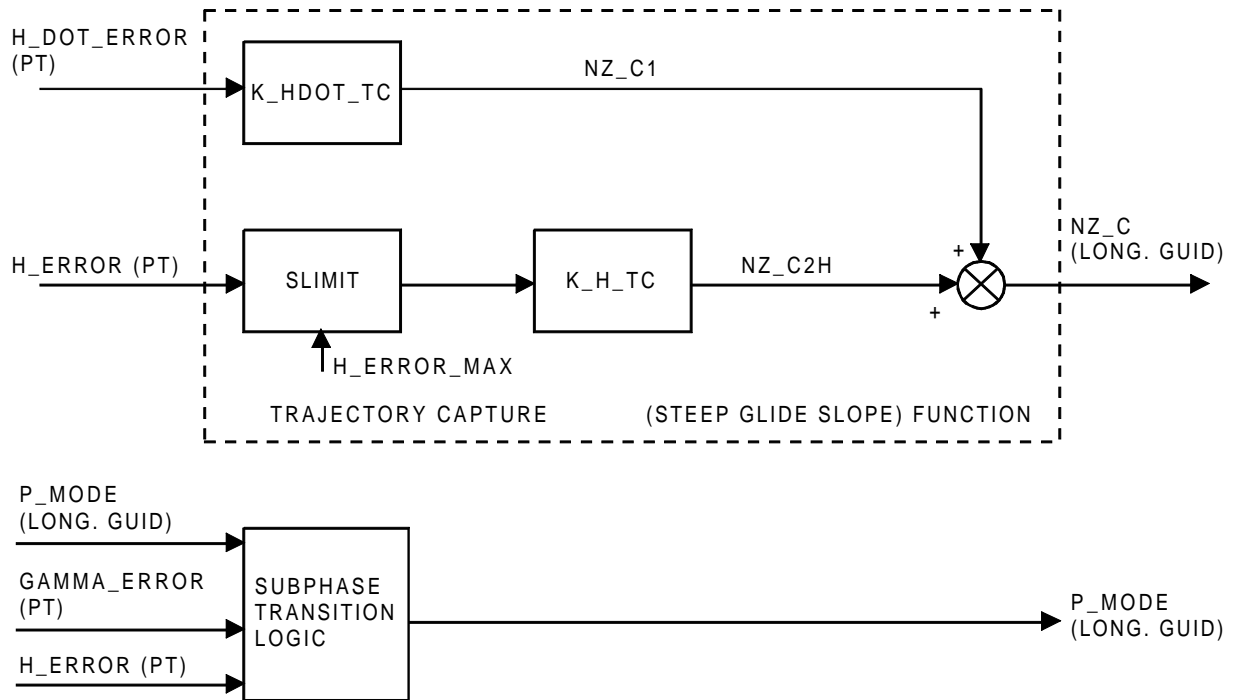 H_DOT_ERROR
(PT)
K_HDOT_TC
NZ_C1
H_ERROR (PT)
SLIMIT
K_H_TC
NZ_C2H
+
+
NZ_C
(LONG. GUID)
H_ERROR_MAX
TRAJECTORY CAPTURE (STEEP GLIDE SLOPE) FUNCTION
P_MODE
(LONG. GUID)
GAMMA_ERROR
(PT)
H_ERROR (PT)
SUBPHASE
TRANSITION
LOGIC
P_MODE
(LONG. GUID)